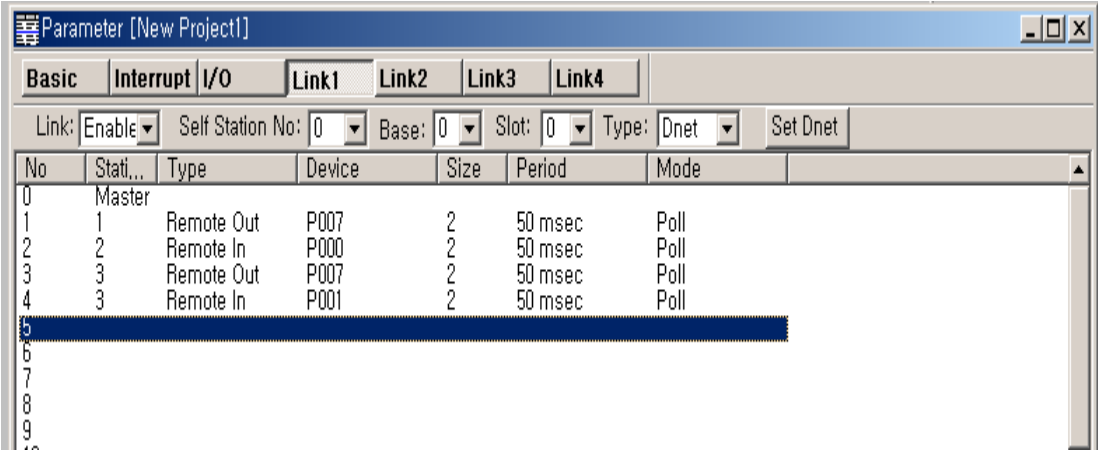 Parameter [New Project1]
Basic Interrupt I/O Link1 Link2 Link3 Link4
Link: Enable Self Station No: 0 Base: 0 Slot: 0 Type: Dnet Set Dnet
No Stati... Type Device Size Period Mode
0 Master
1 1 Remote Out P007 2 50 msec Poll
2 2 Remote In P000 2 50 msec Poll
3 3 Remote Out P007 2 50 msec Poll
4 3 Remote In P001 2 50 msec Poll
5
6
7
8
9